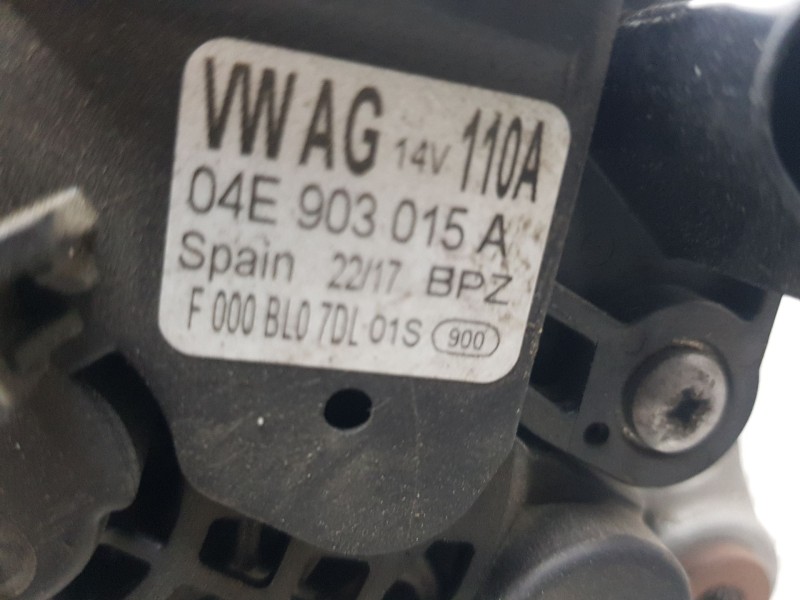 VW AG 14V 110A
04E 903 015 A
Spain 22/17 BPZ
F 000 BL0 7DL-01S 900